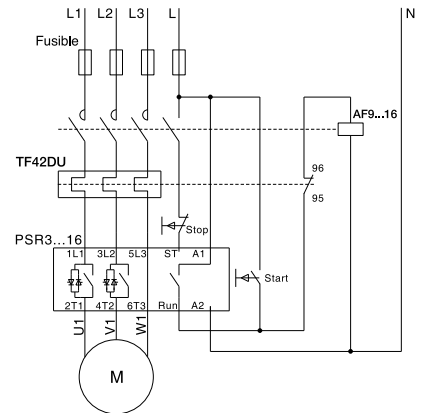 L1 L2 L3 L N
Fusible
AF9...16
TF42DU
96
95
Stop
PSR3...16
1L1 3L2 5L3 ST A1
Start
2T1 4T2 6T3 Run A2
U1 V1 W1
M